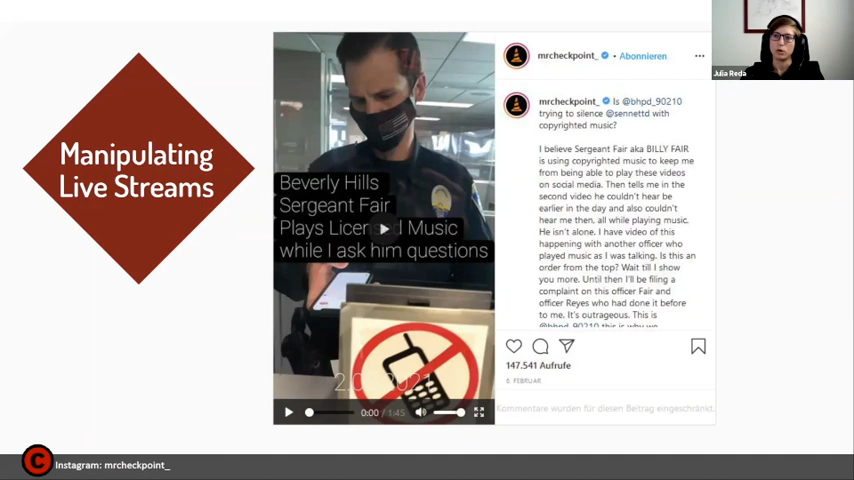 Manipulating
Live Streams
Beverly Hills
Sergeant Fair
Plays Licensed Music
while I ask him questions
0:00 / 1:45
mrcheckpoint_ • Abonnieren
mrcheckpoint_ Is @bhpd_90210
trying to silence @sennettd with
copyrighted music?
I believe Sergeant Fair aka BILLY FAIR
is using copyrighted music to keep me
from being able to play these videos
on social media. Then tells me in the
second video he couldn't hear be
earlier in the day and also couldn't
hear me then, all while playing music.
He isn't alone. I have video of this
happening with another officer who
played music as I was talking. Is this an
order from the top? Wait till I show
you more. Until then I'll be filing a
complaint on this officer Fair and
officer Reyes who had done it before
to me. It's outrageous. This is
@bhpd_90210 this is why we
147.541 Aufrufe
6. FEBRUAR
Kommentare wurden für diesen Beitrag eingeschränkt.
Julia Reda
C
Instagram: mrcheckpoint_